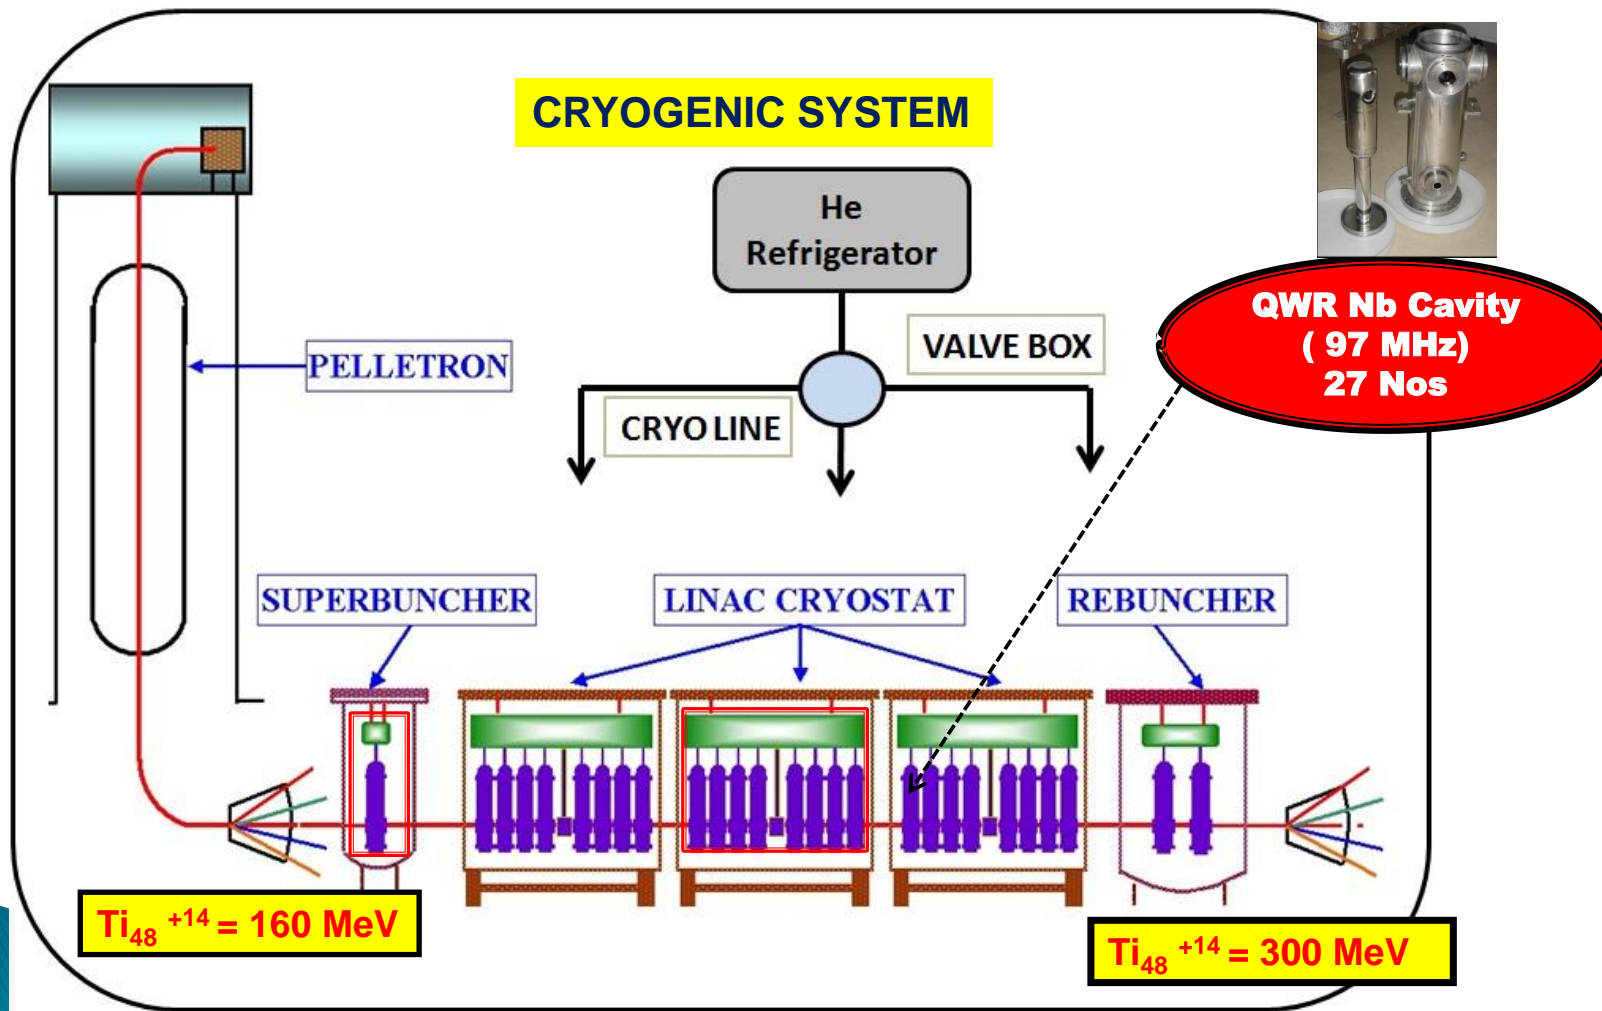 CRYOGENIC SYSTEM
He
Refrigerator
QWR Nb Cavity
( 97 MHz)
27 Nos
VALVE BOX
PELLETRON
CRYO LINE
SUPERBUNCHER
LINAC CRYOSTAT
REBUNCHER
Ti48 +14 = 160 MeV
Ti48 +14 = 300 MeV